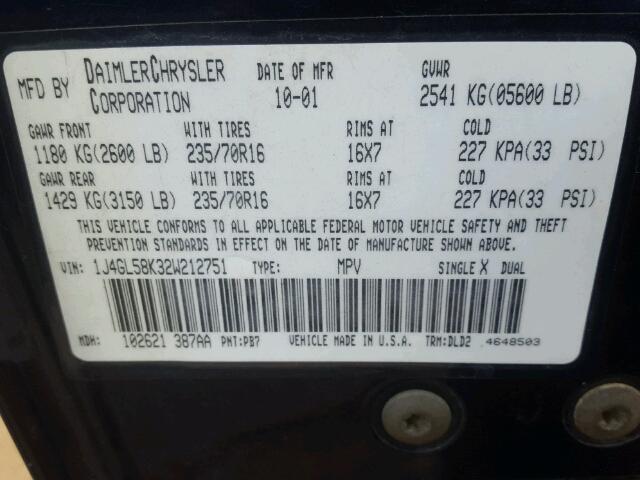 MFD BY DAIMLERCHRYSLER CORPORATION DATE OF MFR 10-01 GVWR 2541 KG(05600 LB)
GAWR FRONT WITH TIRES RIMS AT COLD
1180 KG(2600 LB) 235/70R16 16X7 227 KPA(33 PSI)
GAWR REAR WITH TIRES RIMS AT COLD
1429 KG(3150 LB) 235/70R16 16X7 227 KPA(33 PSI)
THIS VEHICLE CONFORMS TO ALL APPLICABLE FEDERAL MOTOR VEHICLE SAFETY AND THEFT
PREVENTION STANDARDS IN EFFECT ON THE DATE OF MANUFACTURE SHOWN ABOVE.
VIN: 1J4GL58K32W212751 TYPE: MPV SINGLE X DUAL
MDH: 102621 387AA PNT:PB7 VEHICLE MADE IN U.S.A. TRM:DLD2 4648503